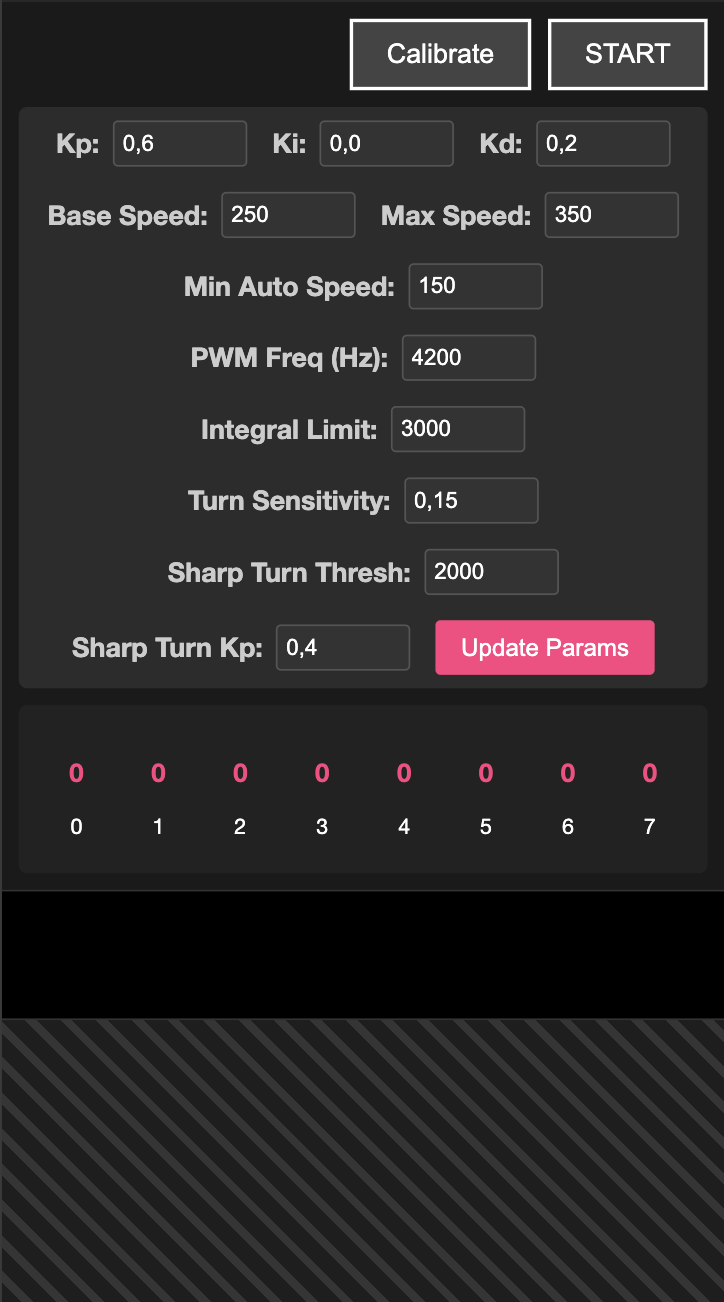 Calibrate START
Kp: 0,6 Ki: 0,0 Kd: 0,2
Base Speed: 250 Max Speed: 350
Min Auto Speed: 150
PWM Freq (Hz): 4200
Integral Limit: 3000
Turn Sensitivity: 0,15
Sharp Turn Thresh: 2000
Sharp Turn Kp: 0,4 Update Params
0 0 0 0 0 0 0 0
0 1 2 3 4 5 6 7